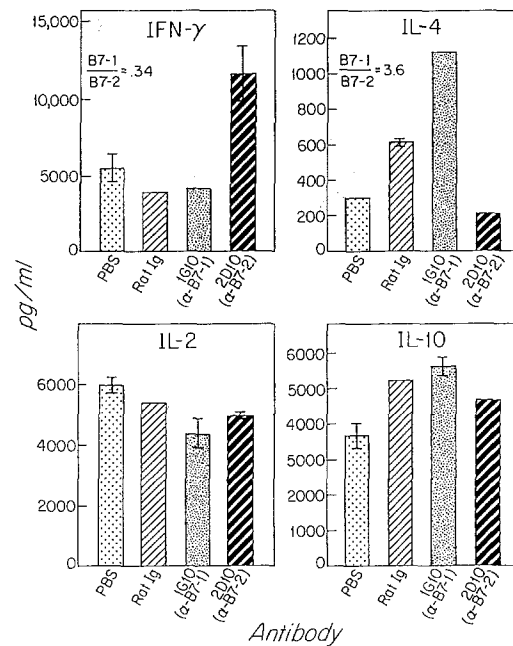 IFN-γ
15,000
10,000
5000
0
B7-1
B7-2
=.34
PBS
Rat Ig
1G10
(α-B7-1)
2D10
(α-B7-2)
IL-4
1200
1000
800
600
400
200
0
B7-1
B7-2
=3.6
PBS
Rat Ig
1G10
(α-B7-1)
2D10
(α-B7-2)
pg/ml
IL-2
6000
4000
2000
0
PBS
Rat Ig
1G10
(α-B7-1)
2D10
(α-B7-2)
IL-10
6000
5000
4000
3000
2000
1000
0
PBS
Rat Ig
1G10
(α-B7-1)
2D10
(α-B7-2)
Antibody